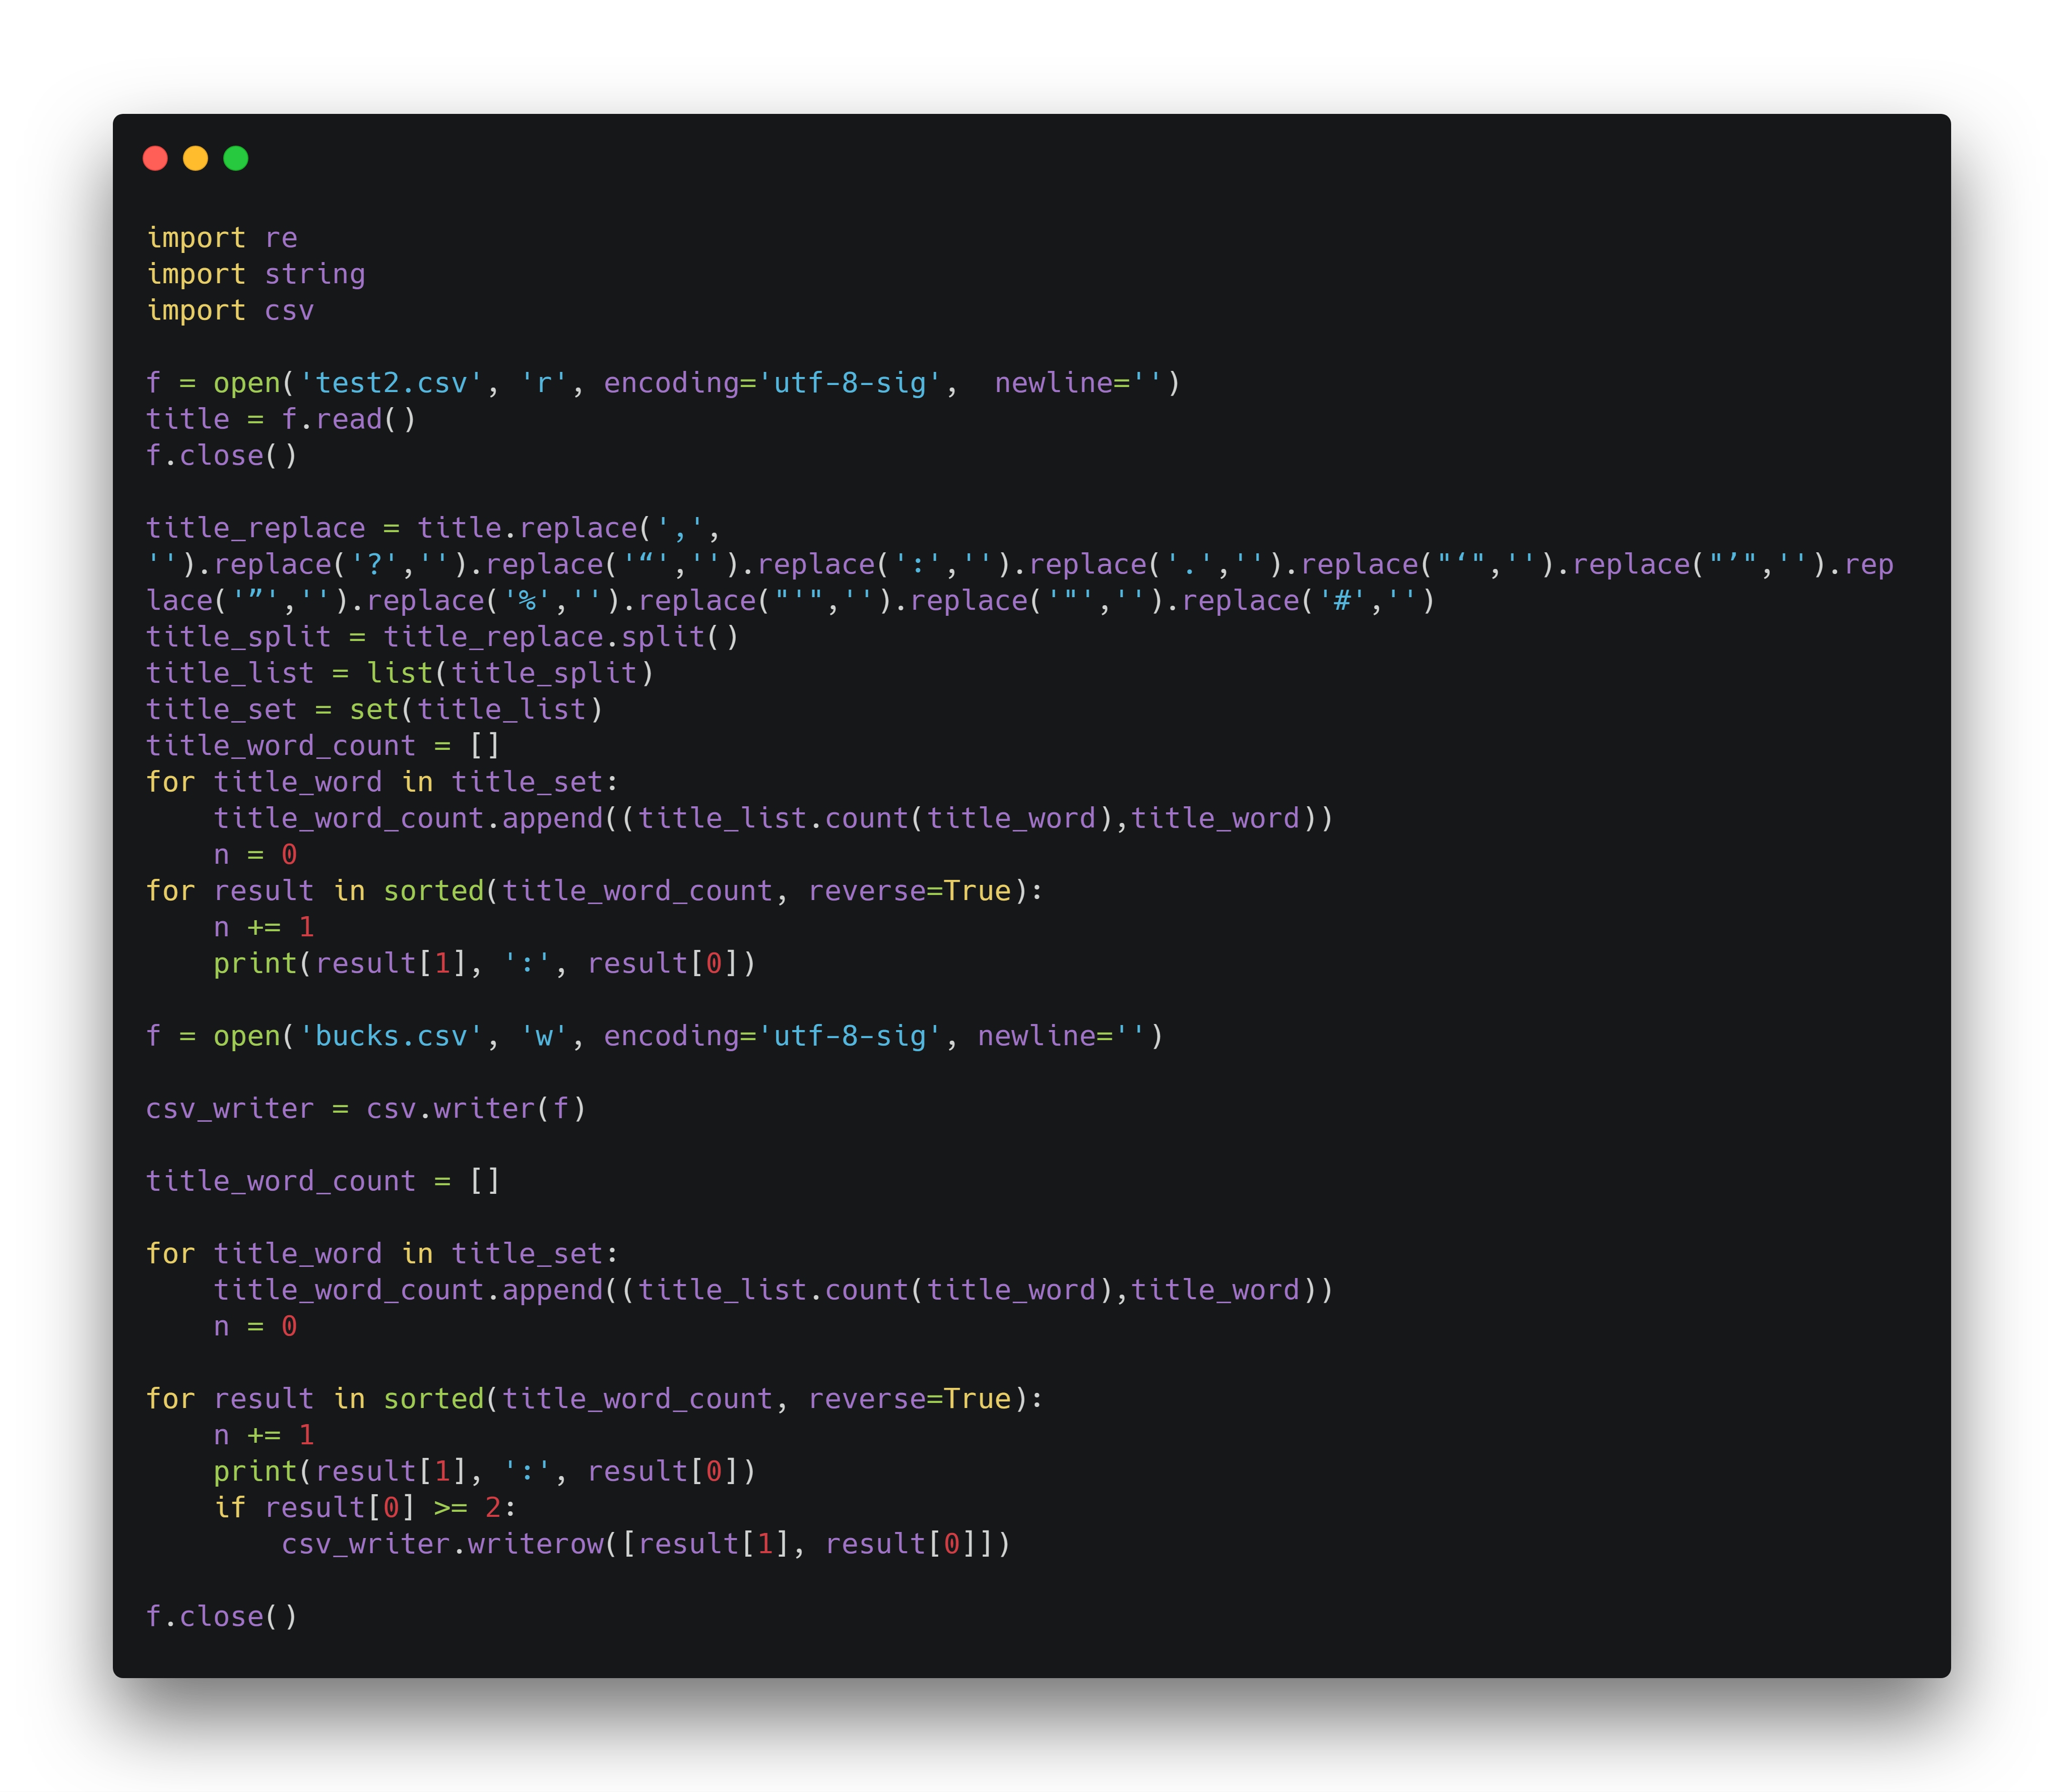 import re
import string
import csv

f = open('test2.csv', 'r', encoding='utf-8-sig',  newline='')
title = f.read()
f.close()

title_replace = title.replace(',',
'').replace('?','').replace('“','').replace(':','').replace('.','').replace("‘",'').replace("’",'').rep
lace('”','').replace('%','').replace("'",'').replace('"','').replace('#','')
title_split = title_replace.split()
title_list = list(title_split)
title_set = set(title_list)
title_word_count = []
for title_word in title_set:
    title_word_count.append((title_list.count(title_word),title_word))
    n = 0
for result in sorted(title_word_count, reverse=True):
    n += 1
    print(result[1], ':', result[0])

f = open('bucks.csv', 'w', encoding='utf-8-sig', newline='')

csv_writer = csv.writer(f)

title_word_count = []

for title_word in title_set:
    title_word_count.append((title_list.count(title_word),title_word))
    n = 0

for result in sorted(title_word_count, reverse=True):
    n += 1
    print(result[1], ':', result[0])
    if result[0] >= 2:
        csv_writer.writerow([result[1], result[0]])

f.close()